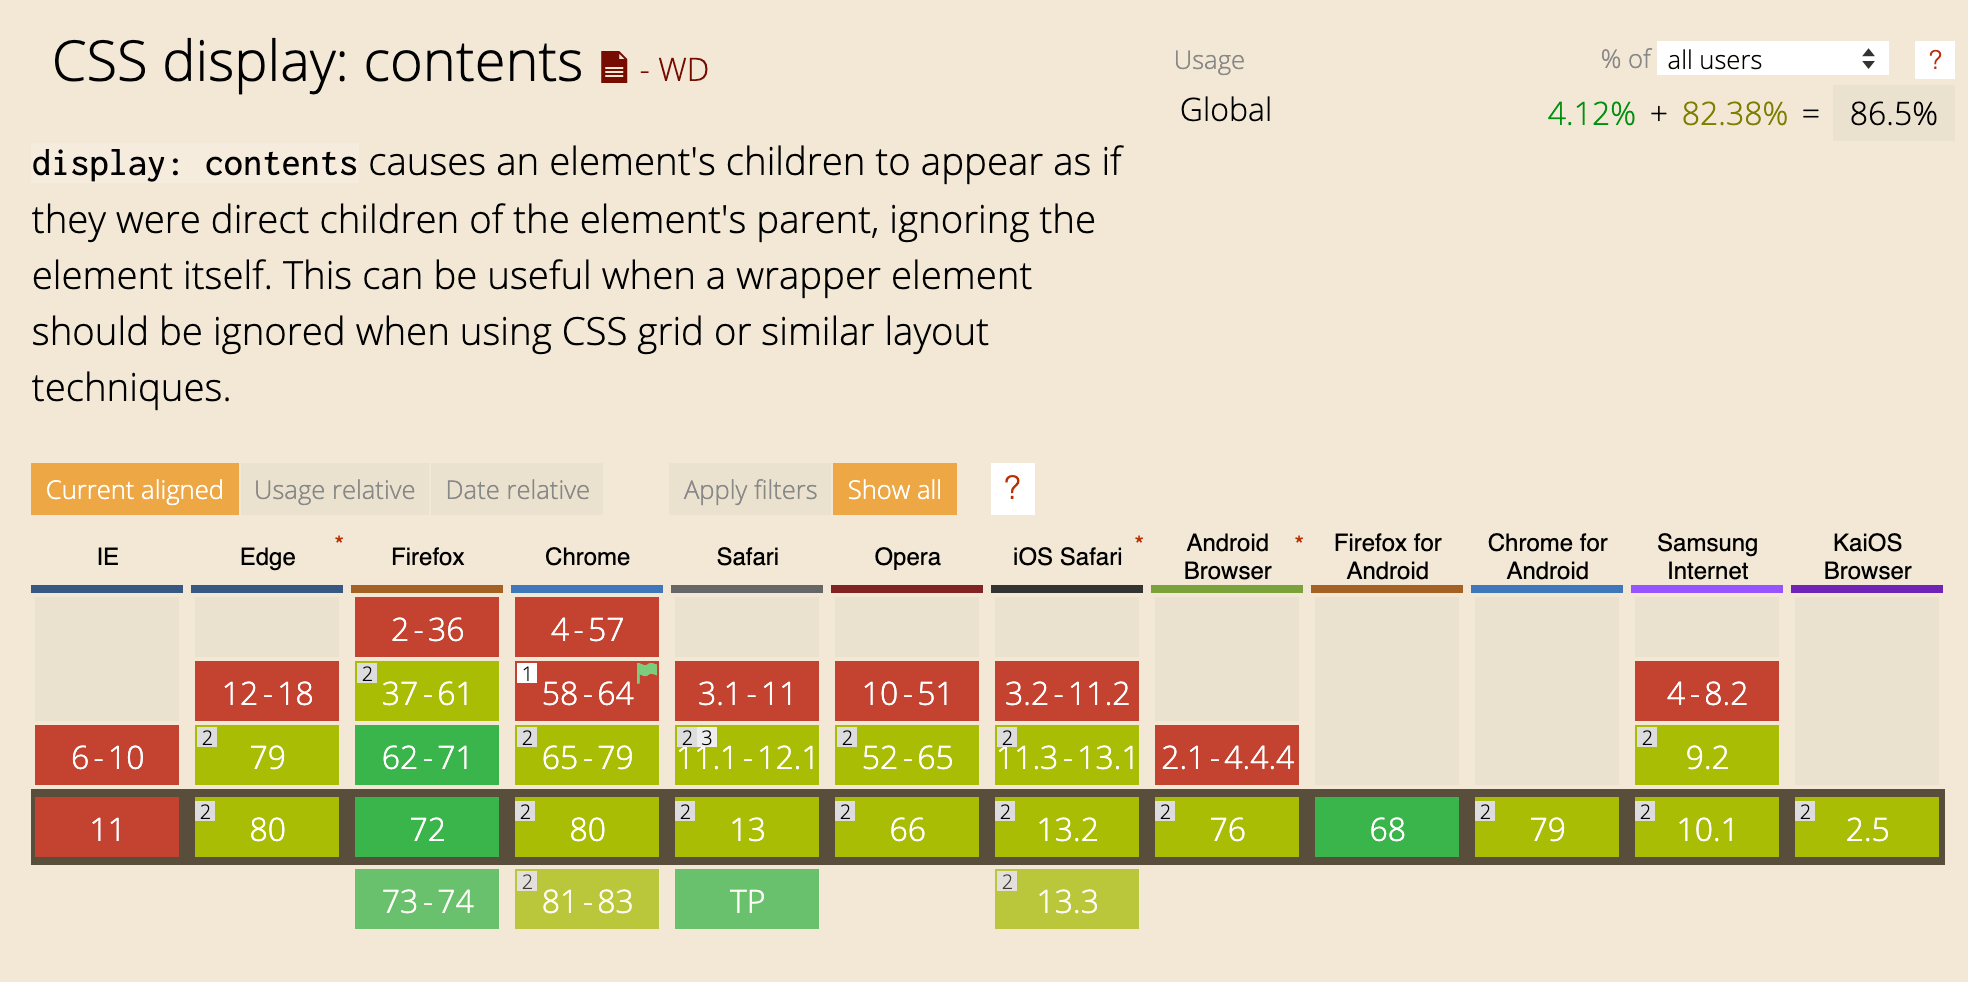 CSS display: contents - WD
Usage % of all users ?
Global 4.12% + 82.38% = 86.5%
display: contents causes an element's children to appear as if
they were direct children of the element's parent, ignoring the
element itself. This can be useful when a wrapper element
should be ignored when using CSS grid or similar layout
techniques.
Current aligned Usage relative Date relative Apply filters Show all ?
IE Edge * Firefox Chrome Safari Opera iOS Safari * Android Browser * Firefox for Android Chrome for Android Samsung Internet KaiOS Browser
2-36 4-57
12-18 2 37-61 1 58-64 3.1-11 10-51 3.2-11.2 4-8.2
6-10 2 79 62-71 2 65-79 2 3 11.1-12.1 2 52-65 2 11.3-13.1 2.1-4.4.4 2 9.2
11 2 80 72 2 80 2 13 2 66 2 13.2 2 76 68 2 79 2 10.1 2 2.5
73-74 2 81-83 TP 2 13.3